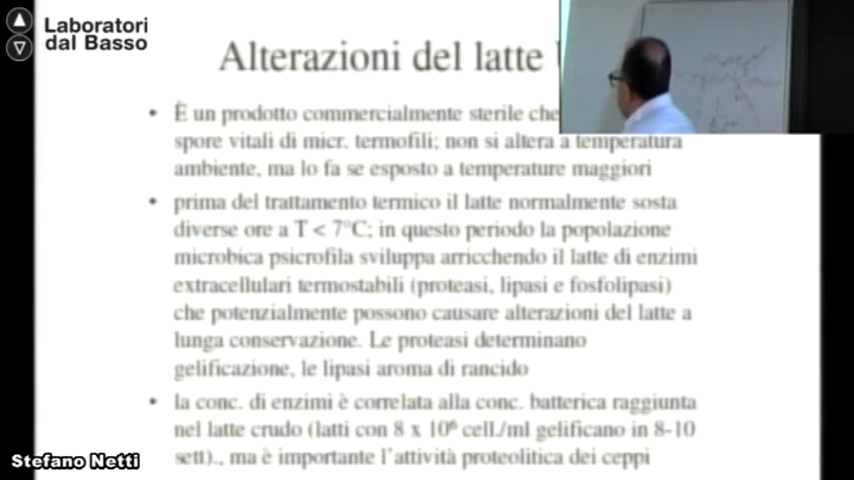 Laboratori
dal Basso
Alterazioni del latte
• È un prodotto commercialmente sterile che
spore vitali di micr. termofili; non si altera a temperatura
ambiente, ma lo fa se esposto a temperature maggiori
• prima del trattamento termico il latte normalmente sosta
diverse ore a T < 7°C; in questo periodo la popolazione
microbica psicrofila sviluppa arricchendo il latte di enzimi
extracellulari termostabili (proteasi, lipasi e fosfolipasi)
che potenzialmente possono causare alterazioni del latte a
lunga conservazione. Le proteasi determinano
gelificazione, le lipasi aroma di rancido
• la conc. di enzimi è correlata alla conc. batterica raggiunta
nel latte crudo (latti con 8 x 10⁶ cell./ml gelificano in 8-10
sett)., ma è importante l'attività proteolitica dei ceppi
Stefano Netti